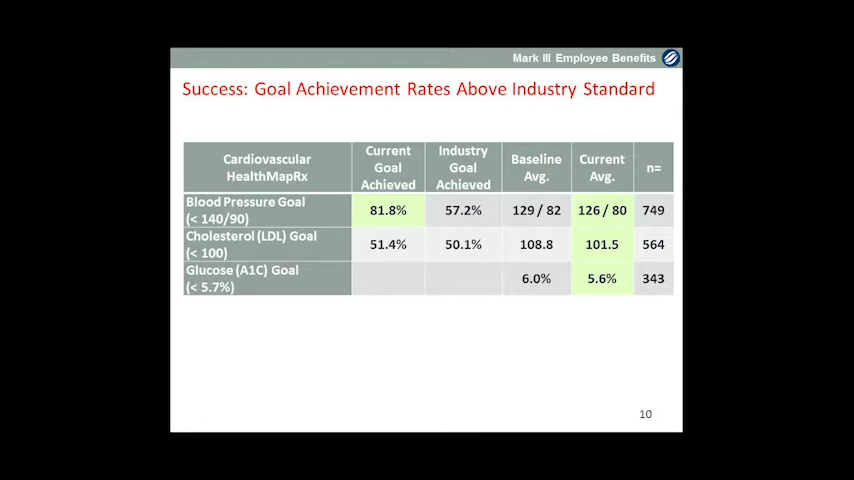 Mark III Employee Benefits
Success: Goal Achievement Rates Above Industry Standard
Cardiovascular HealthMapRx | Current Goal Achieved | Industry Goal Achieved | Baseline Avg. | Current Avg. | n=
Blood Pressure Goal (< 140/90) | 81.8% | 57.2% | 129 / 82 | 126 / 80 | 749
Cholesterol (LDL) Goal (< 100) | 51.4% | 50.1% | 108.8 | 101.5 | 564
Glucose (A1C) Goal (< 5.7%) | | | 6.0% | 5.6% | 343
10